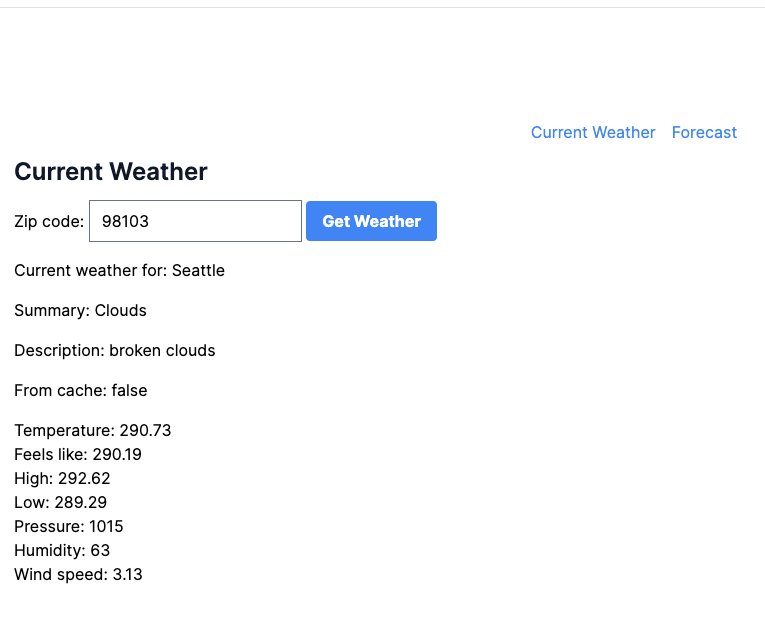 Current Weather Forecast
Current Weather
Zip code: 98103 Get Weather
Current weather for: Seattle
Summary: Clouds
Description: broken clouds
From cache: false
Temperature: 290.73
Feels like: 290.19
High: 292.62
Low: 289.29
Pressure: 1015
Humidity: 63
Wind speed: 3.13